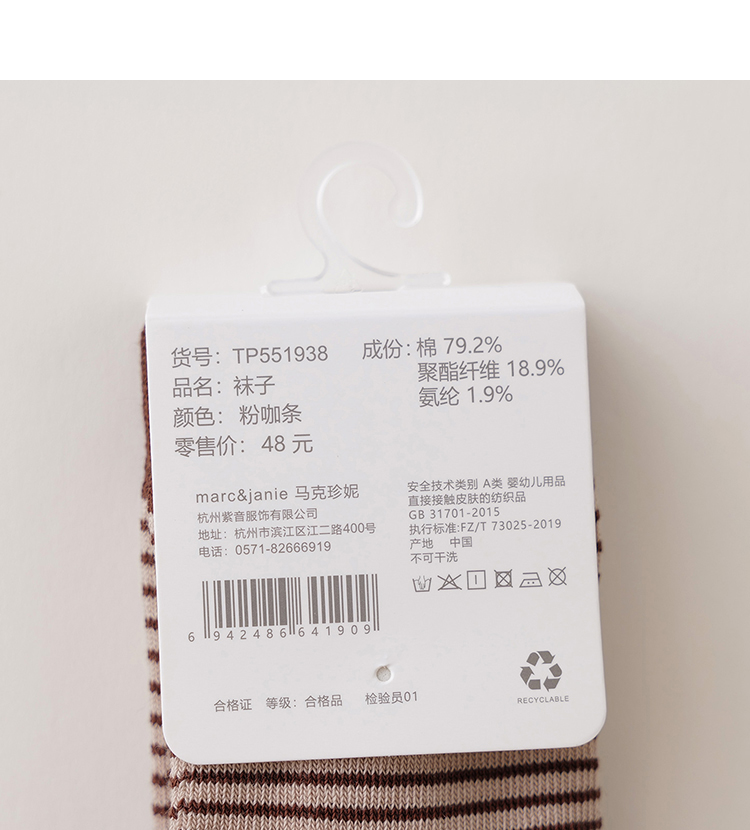 货号： TP551938
品名： 袜子
颜色： 粉咖条
零售价： 48 元
成份： 棉 79.2%
聚酯纤维 18.9%
氨纶 1.9%
marc&janie 马克珍妮
杭州紫音服饰有限公司
地址： 杭州市滨江区江二路400号
电话： 0571-82666919
安全技术类别 A类 婴幼儿用品
直接接触皮肤的纺织品
GB 31701-2015
执行标准:FZ/T 73025-2019
产地 中国
不可干洗
6 942486 641909
合格证 等级：合格品 检验员01
RECYCLABLE